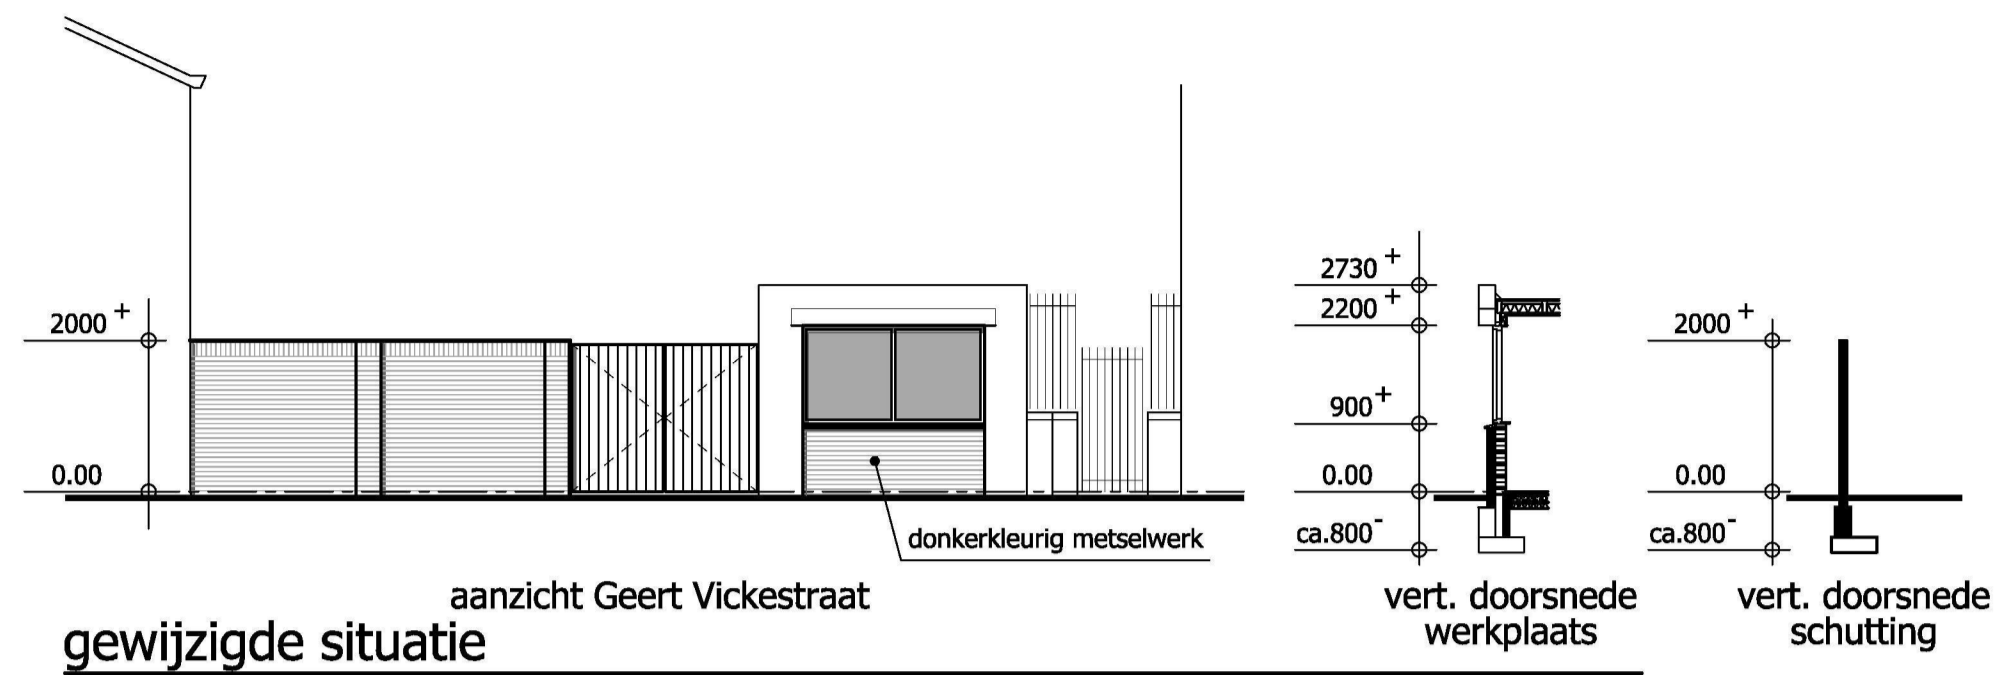 2000 +
0.00
donkerkleurig metselwerk
aanzicht Geert Vickestraat
gewijzigde situatie
2730 +
2200 +
900 +
0.00
ca.800 -
vert. doorsnede
werkplaats
2000 +
0.00
ca.800 -
vert. doorsnede
schutting